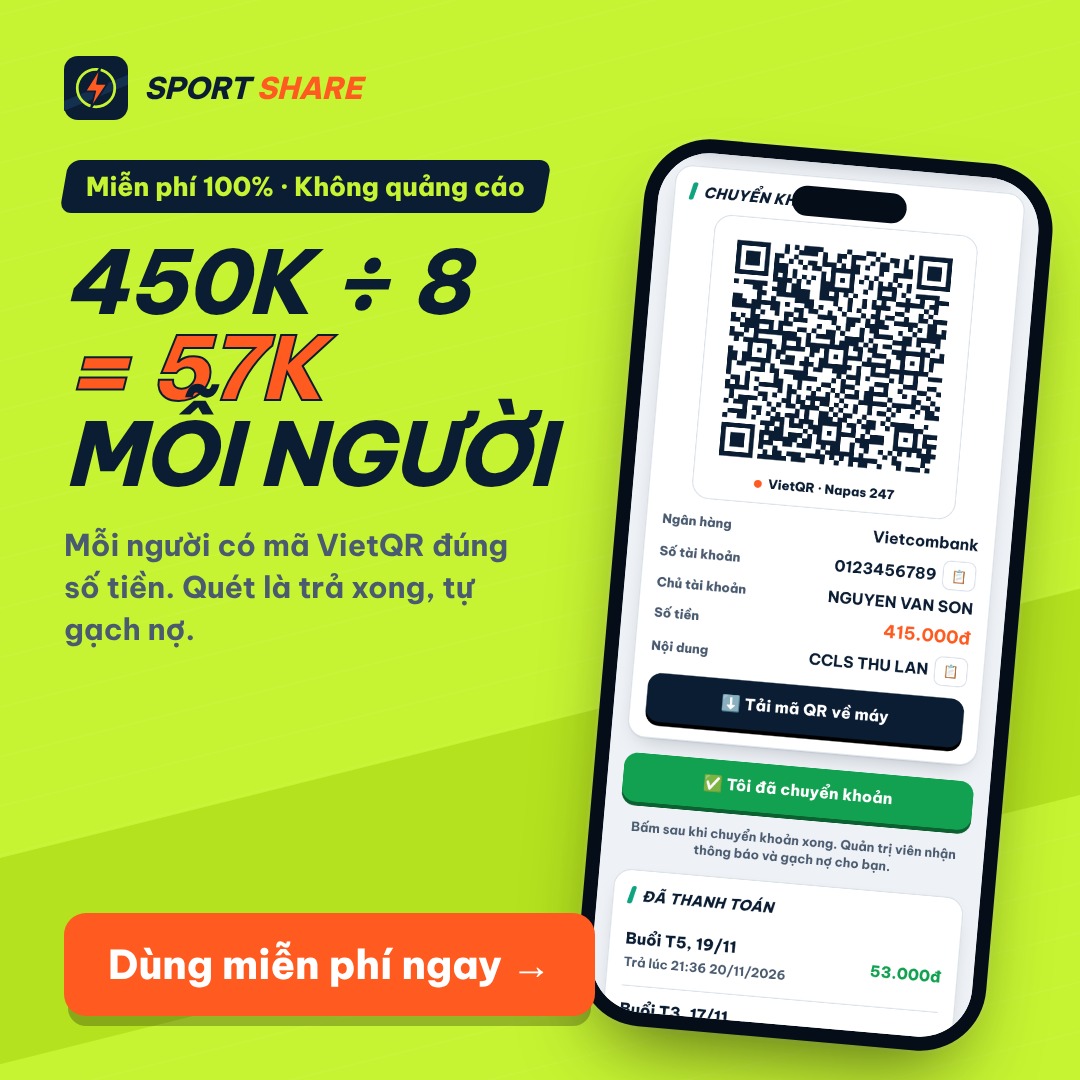 SPORT SHARE
Miễn phí 100% · Không quảng cáo
450K ÷ 8
= 57K
MỖI NGƯỜI
Mỗi người có mã VietQR đúng
số tiền. Quét là trả xong, tự
gạch nợ.
Dùng miễn phí ngay →
CHUYỂN KH
VietQR · Napas 247
Ngân hàng Vietcombank
Số tài khoản 0123456789
Chủ tài khoản NGUYEN VAN SON
Số tiền 415.000đ
Nội dung CCLS THU LAN
Tải mã QR về máy
Tôi đã chuyển khoản
Bấm sau khi chuyển khoản xong. Quản trị viên nhận
thông báo và gạch nợ cho bạn.
ĐÃ THANH TOÁN
Buổi T5, 19/11
Trả lúc 21:36 20/11/2026 53.000đ
Buổi T3, 17/11